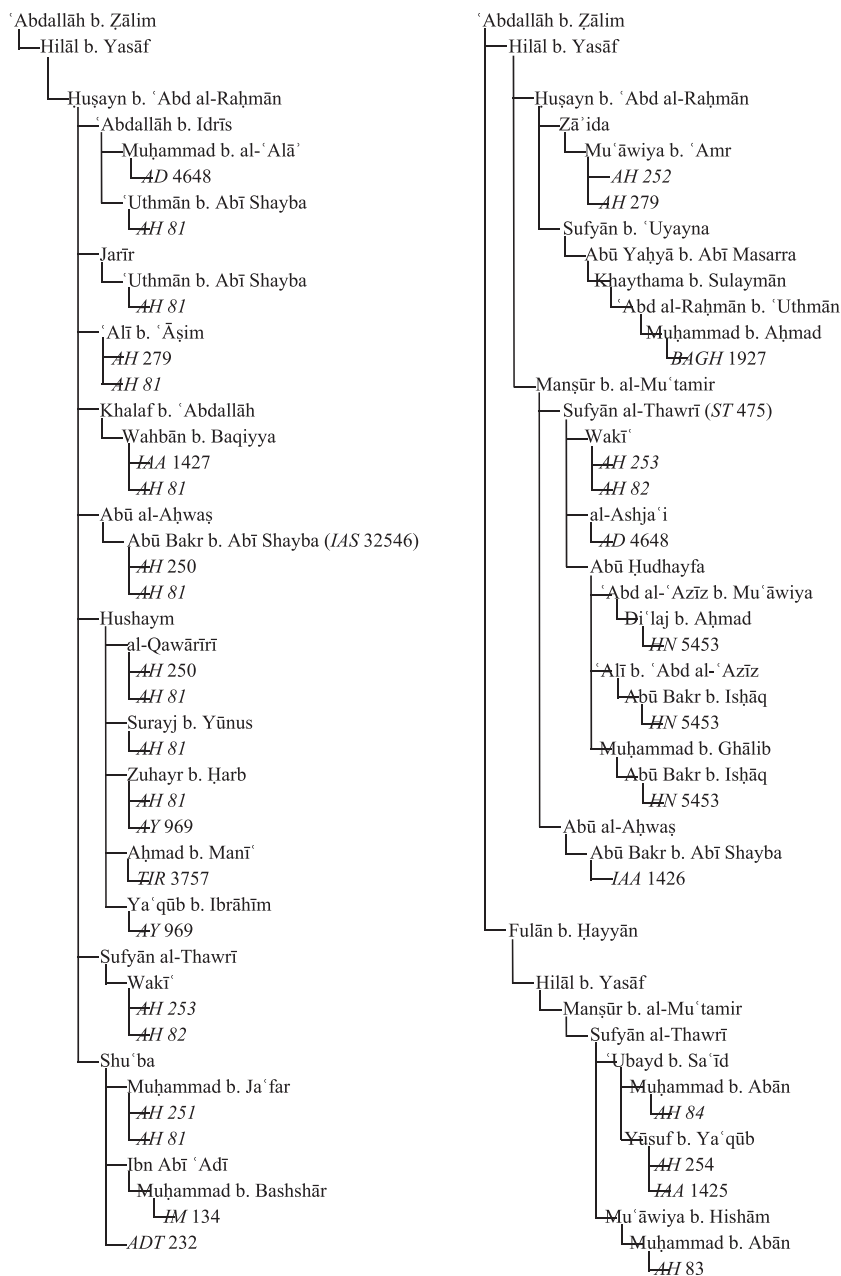 ʿAbdallāh b. Ẓālim
Hilāl b. Yasāf
Ḥuṣayn b. ʿAbd al-Raḥmān
ʿAbdallāh b. Idrīs
Muḥammad b. al-ʿAlāʾ
AD 4648
ʿUthmān b. Abī Shayba
AH 81
Jarīr
ʿUthmān b. Abī Shayba
AH 81
ʿAlī b. ʿĀṣim
AH 279
AH 81
Khalaf b. ʿAbdallāh
Wahbān b. Baqiyya
IAA 1427
AH 81
Abū al-Aḥwaṣ
Abū Bakr b. Abī Shayba (IAS 32546)
AH 250
AH 81
Hushaym
al-Qawārīrī
AH 250
AH 81
Surayj b. Yūnus
AH 81
Zuhayr b. Ḥarb
AH 81
AY 969
Aḥmad b. Manīʿ
TIR 3757
Yaʿqūb b. Ibrāhīm
AY 969
Sufyān al-Thawrī
Wakīʿ
AH 253
AH 82
Shuʿba
Muḥammad b. Jaʿfar
AH 251
AH 81
Ibn Abī ʿAdī
Muḥammad b. Bashshār
IM 134
ADT 232
ʿAbdallāh b. Ẓālim
Hilāl b. Yasāf
Ḥuṣayn b. ʿAbd al-Raḥmān
Zāʾida
Muʿāwiya b. ʿAmr
AH 252
AH 279
Sufyān b. ʿUyayna
Abū Yaḥyā b. Abī Masarra
Khaythama b. Sulaymān
ʿAbd al-Raḥmān b. ʿUthmān
Muḥammad b. Aḥmad
BAGH 1927
Manṣūr b. al-Muʿtamir
Sufyān al-Thawrī (ST 475)
Wakīʿ
AH 253
AH 82
al-Ashjaʿi
AD 4648
Abū Ḥudhayfa
ʿAbd al-ʿAzīz b. Muʿāwiya
Diʿlaj b. Aḥmad
HN 5453
ʿAlī b. ʿAbd al-ʿAzīz
Abū Bakr b. Isḥāq
HN 5453
Muḥammad b. Ghālib
Abū Bakr b. Isḥāq
HN 5453
Abū al-Aḥwaṣ
Abū Bakr b. Abī Shayba
IAA 1426
Fulān b. Ḥayyān
Hilāl b. Yasāf
Manṣūr b. al-Muʿtamir
Sufyān al-Thawrī
ʿUbayd b. Saʿīd
Muḥammad b. Abān
AH 84
Yūsuf b. Yaʿqūb
AH 254
IAA 1425
Muʿāwiya b. Hishām
Muḥammad b. Abān
AH 83